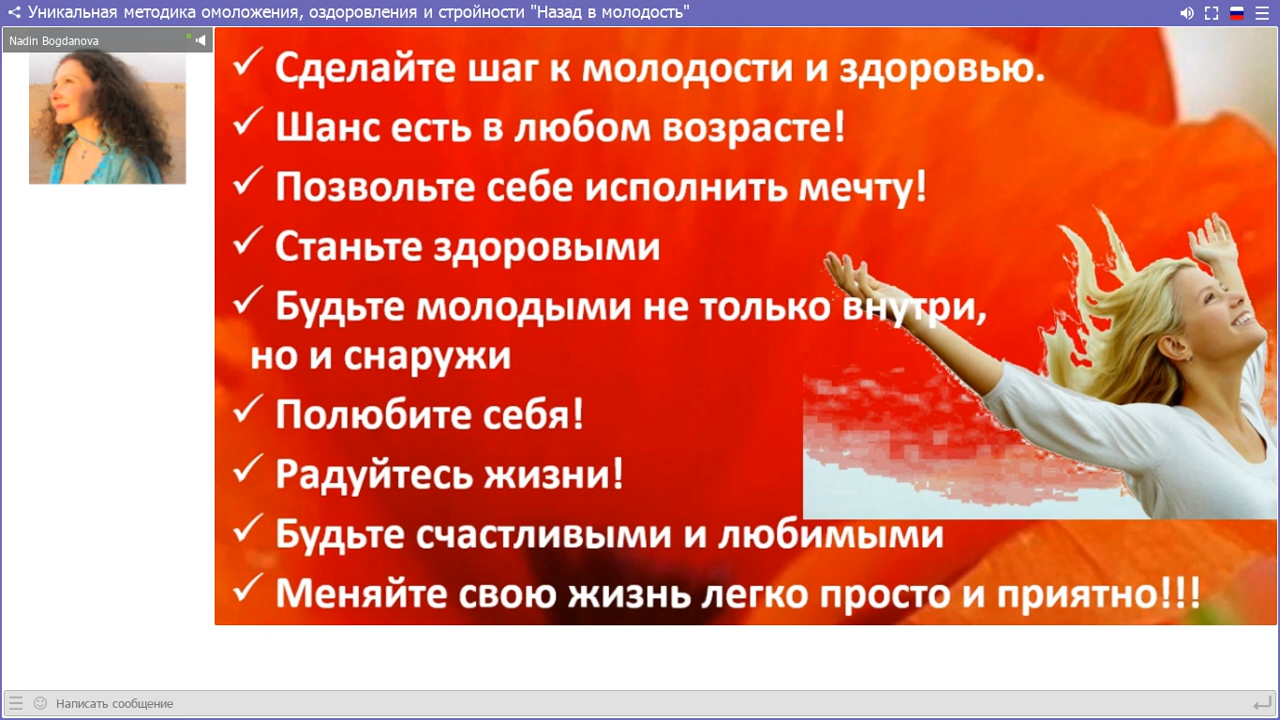 Уникальная методика омоложения, оздоровления и стройности "Назад в молодость"
Nadin Bogdanova
✓ Сделайте шаг к молодости и здоровью.
✓ Шанс есть в любом возрасте!
✓ Позвольте себе исполнить мечту!
✓ Станьте здоровыми
✓ Будьте молодыми не только внутри,
но и снаружи
✓ Полюбите себя!
✓ Радуйтесь жизни!
✓ Будьте счастливыми и любимыми
✓ Меняйте свою жизнь легко просто и приятно!!!
Написать сообщение